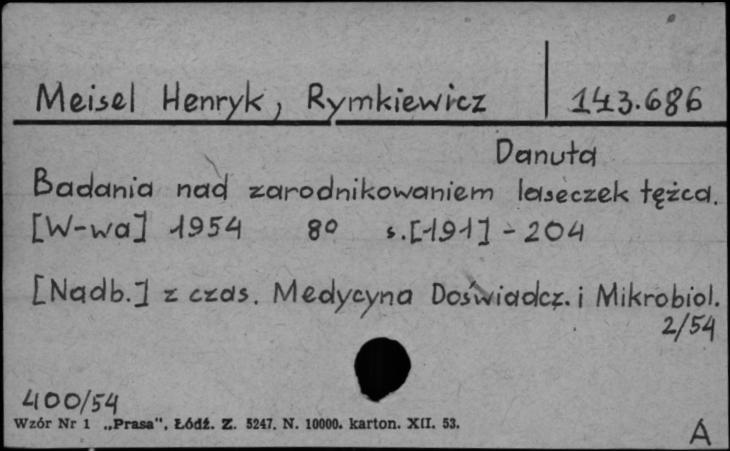 Meisel Henryk, Rymkiewicz 143.686
Danuta
Badania nad zarodnikowaniem laseczek tężca.
[W-wa] 1954 8° s.[191] - 204
[Nadb.] z czas. Medycyna Doświadcz. i Mikrobiol.
2/54
400/54
Wzór Nr 1 „Prasa", Łódź. Z. 5247. N. 10000. karton. XII. 53.
A